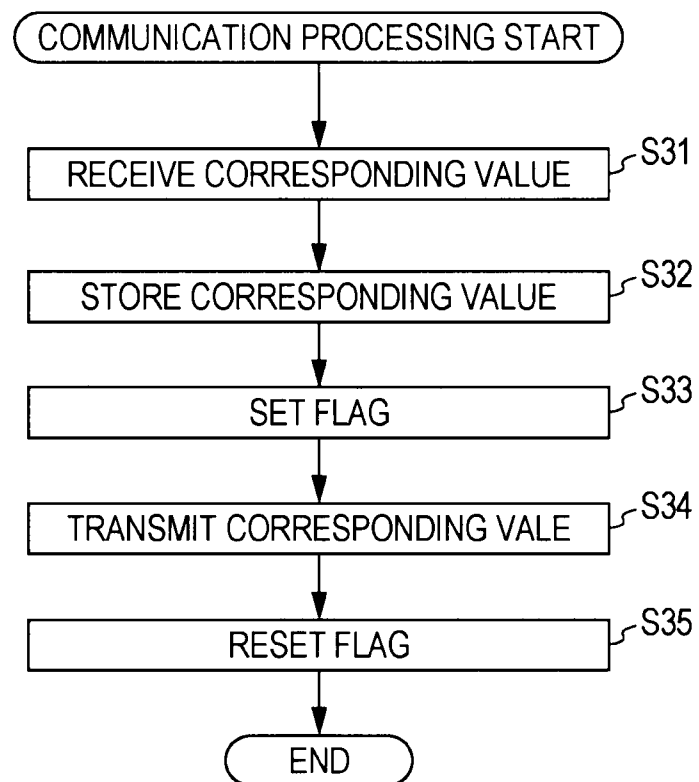 COMMUNICATION PROCESSING START
RECEIVE CORRESPONDING VALUE
S31
STORE CORRESPONDING VALUE
S32
SET FLAG
S33
TRANSMIT CORRESPONDING VALE
S34
RESET FLAG
S35
END